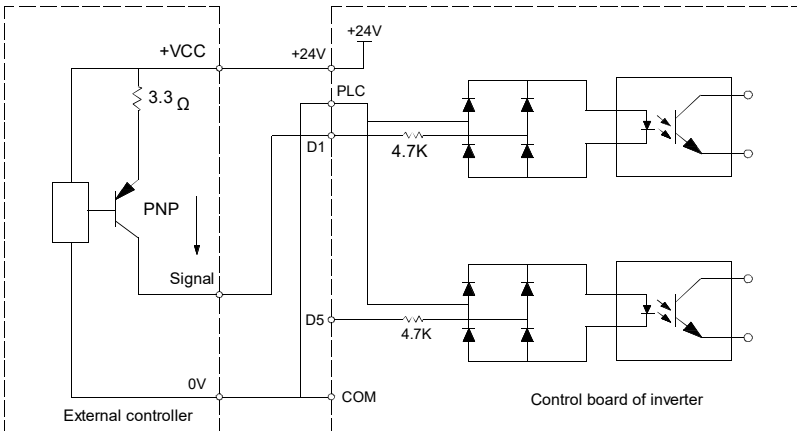 +24V
+VCC
+24V
3.3 Ω
PLC
D1
4.7K
PNP
Signal
D5
4.7K
0V
COM
External controller
Control board of inverter